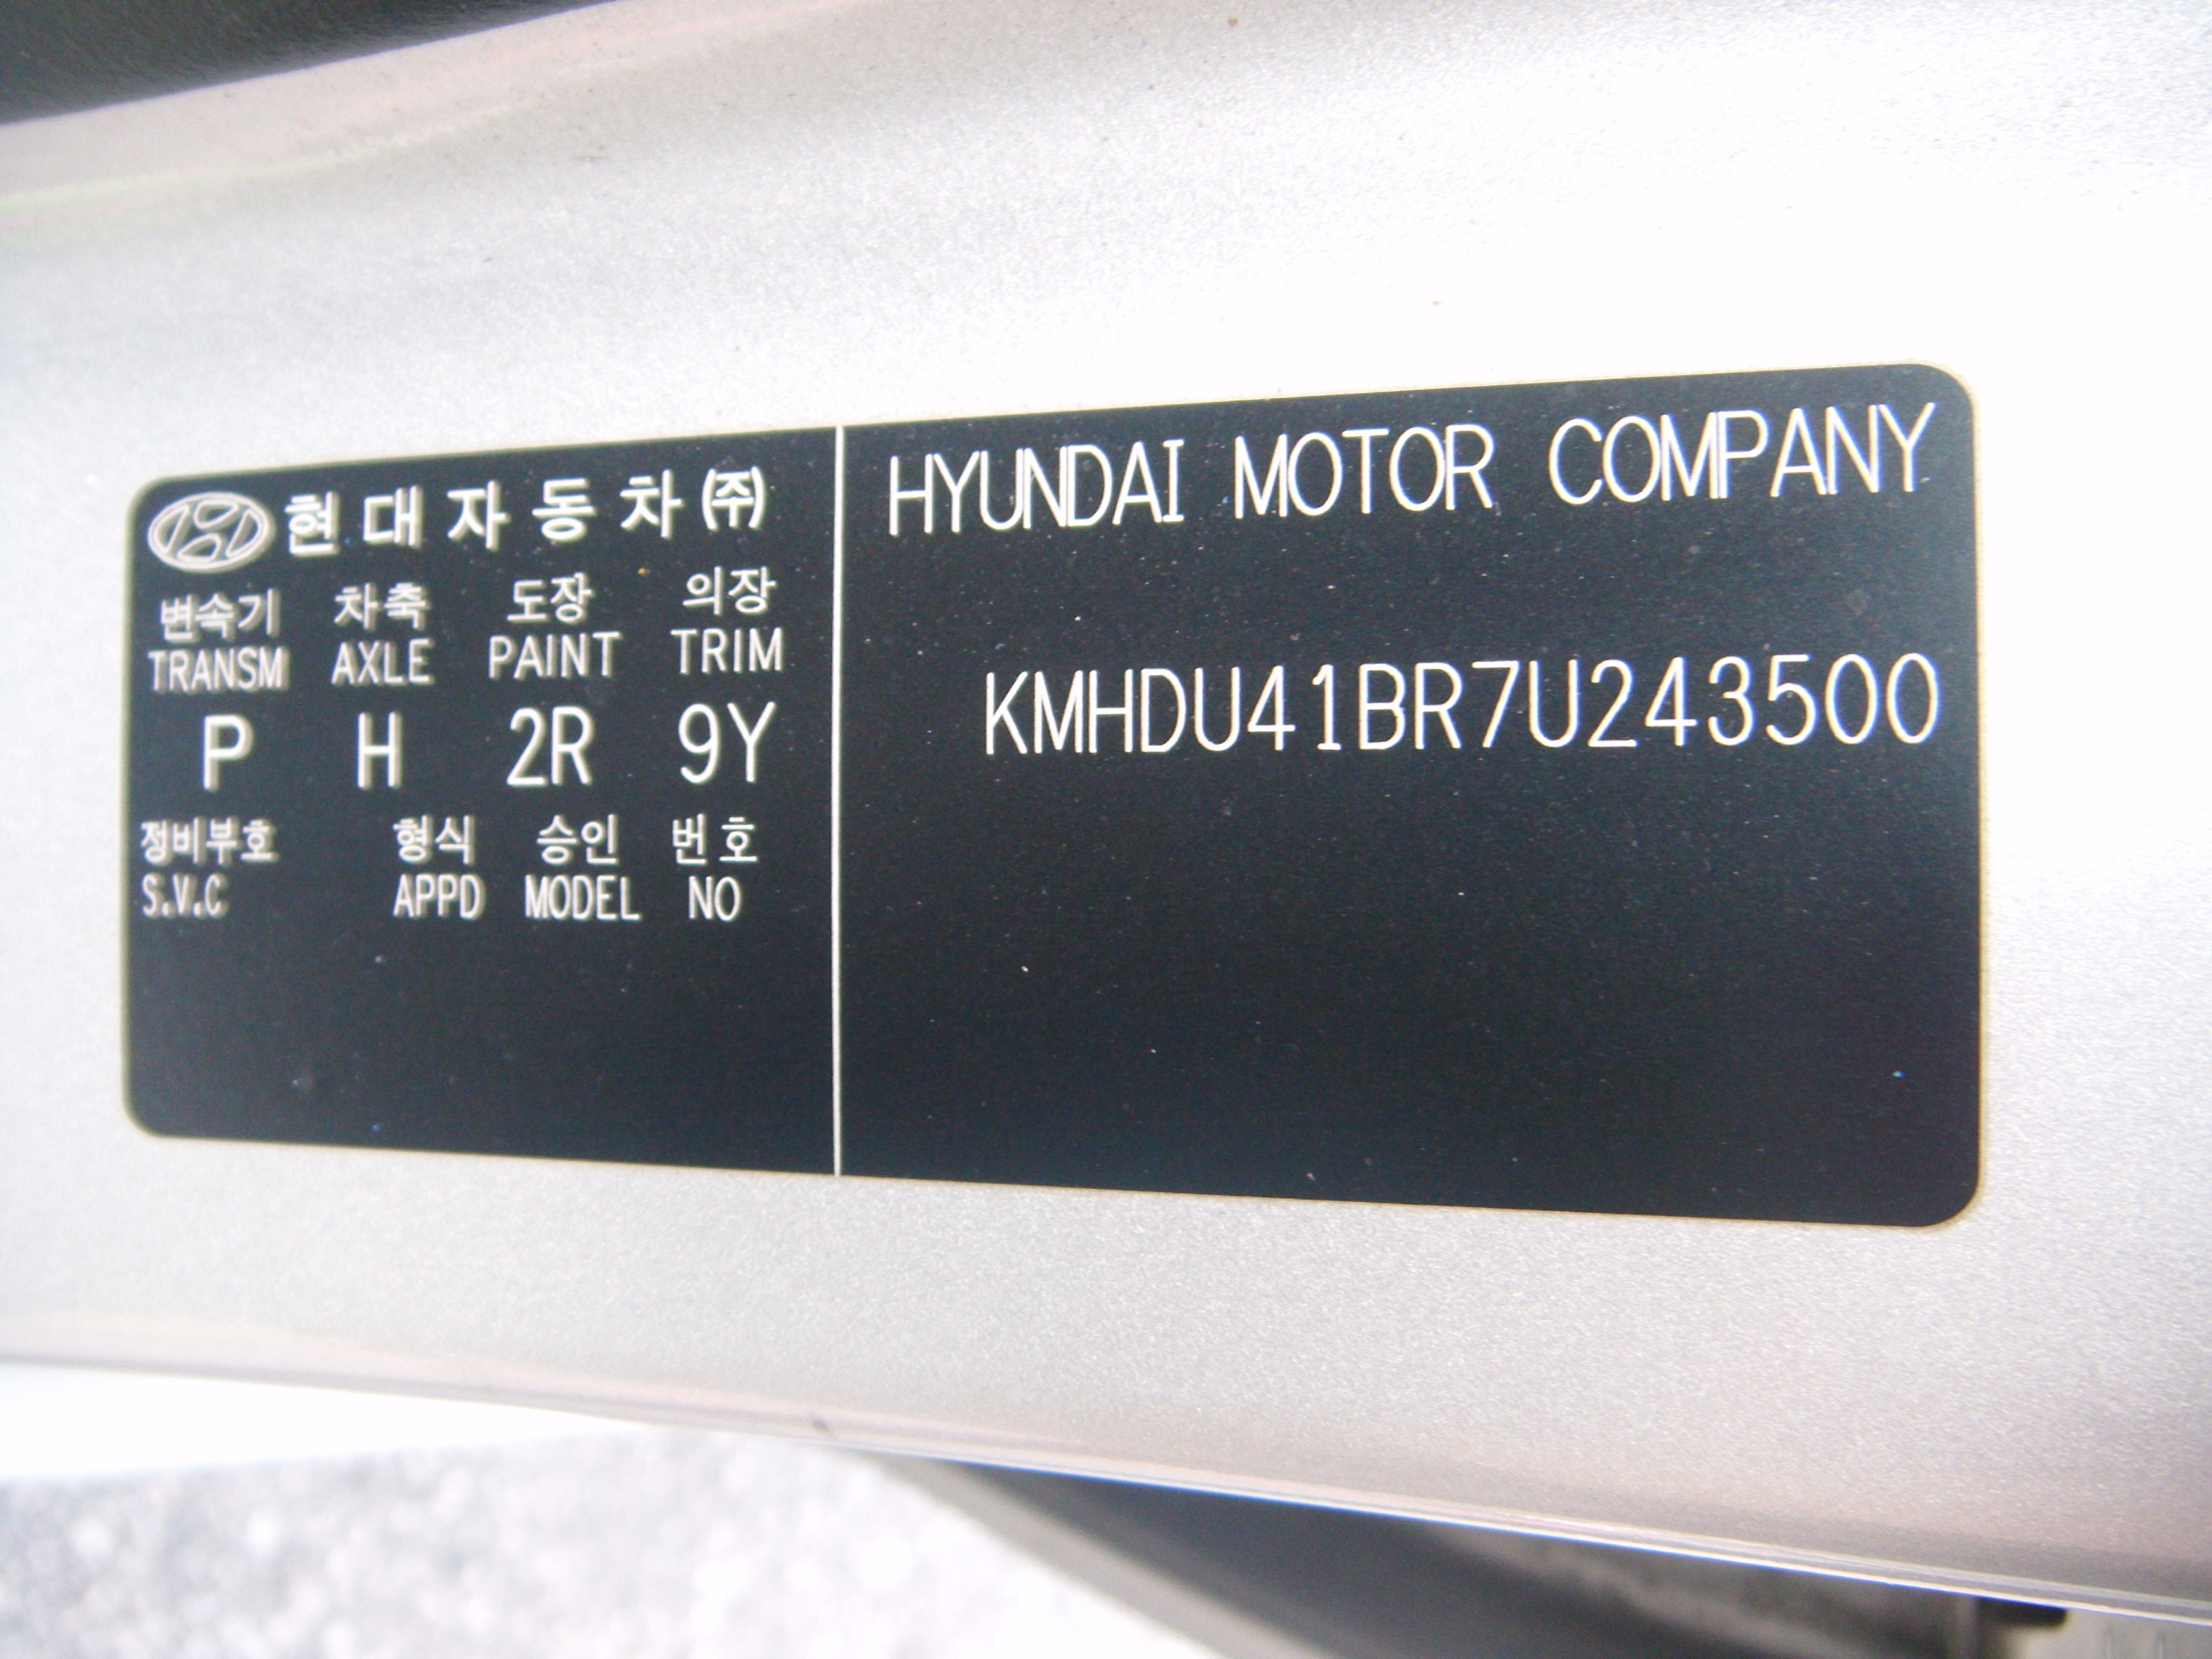 현대자동차㈜
변속기 차축 도장 의장
TRANSM AXLE PAINT TRIM
P H 2R 9Y
정비부호 형식 승인 번호
S.V.C APPD MODEL NO
HYUNDAI MOTOR COMPANY
KMHDU41BR7U243500